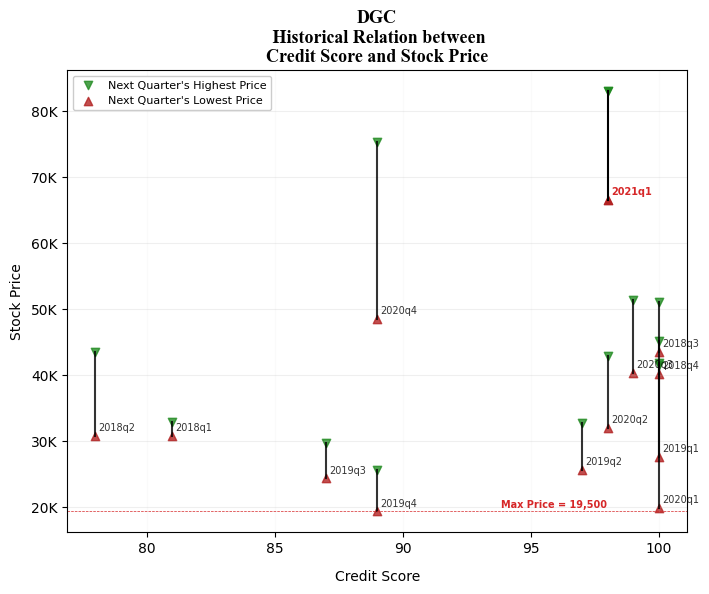 DGC
Historical Relation between
Credit Score and Stock Price
Next Quarter's Highest Price
Next Quarter's Lowest Price
80K
70K
60K
50K
40K
30K
20K
Stock Price
2021q1
2020q4
2018q3
2018q4
2018q2
2018q1
2020q2
2019q1
2019q2
2019q3
2019q4
2020q1
Max Price = 19,500
80
85
90
95
100
Credit Score